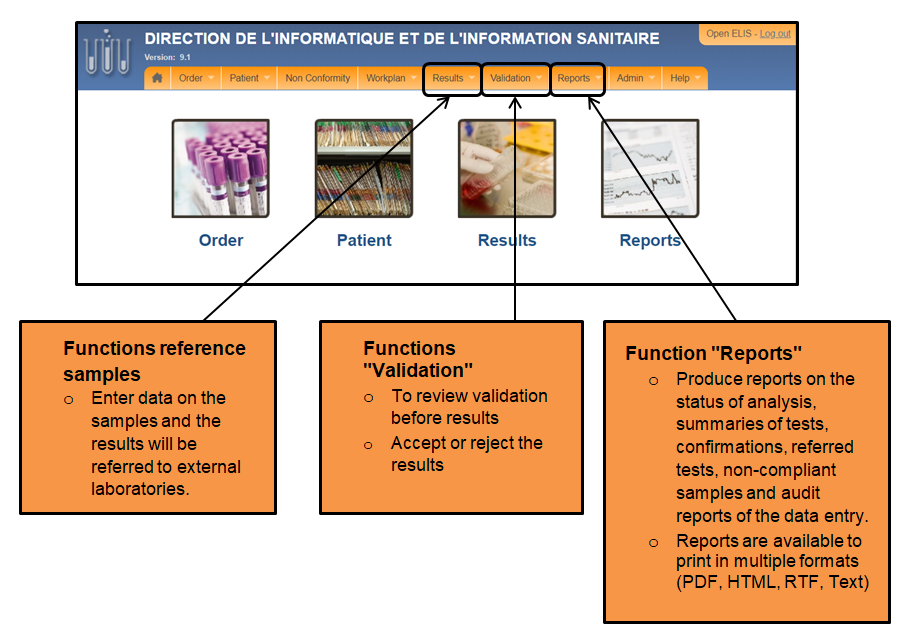 DIRECTION DE L'INFORMATIQUE ET DE L'INFORMATION SANITAIRE
Open ELIS - Log out
Version: 9.1
Order Patient Non Conformity Workplan Results Validation Reports Admin Help
Order Patient Results Reports
Functions reference
samples
o Enter data on the
samples and the
results will be
referred to external
laboratories.
Functions
"Validation"
o To review validation
before results
o Accept or reject the
results
Function "Reports"
o Produce reports on the
status of analysis,
summaries of tests,
confirmations, referred
tests, non-compliant
samples and audit
reports of the data entry.
o Reports are available to
print in multiple formats
(PDF, HTML, RTF, Text)